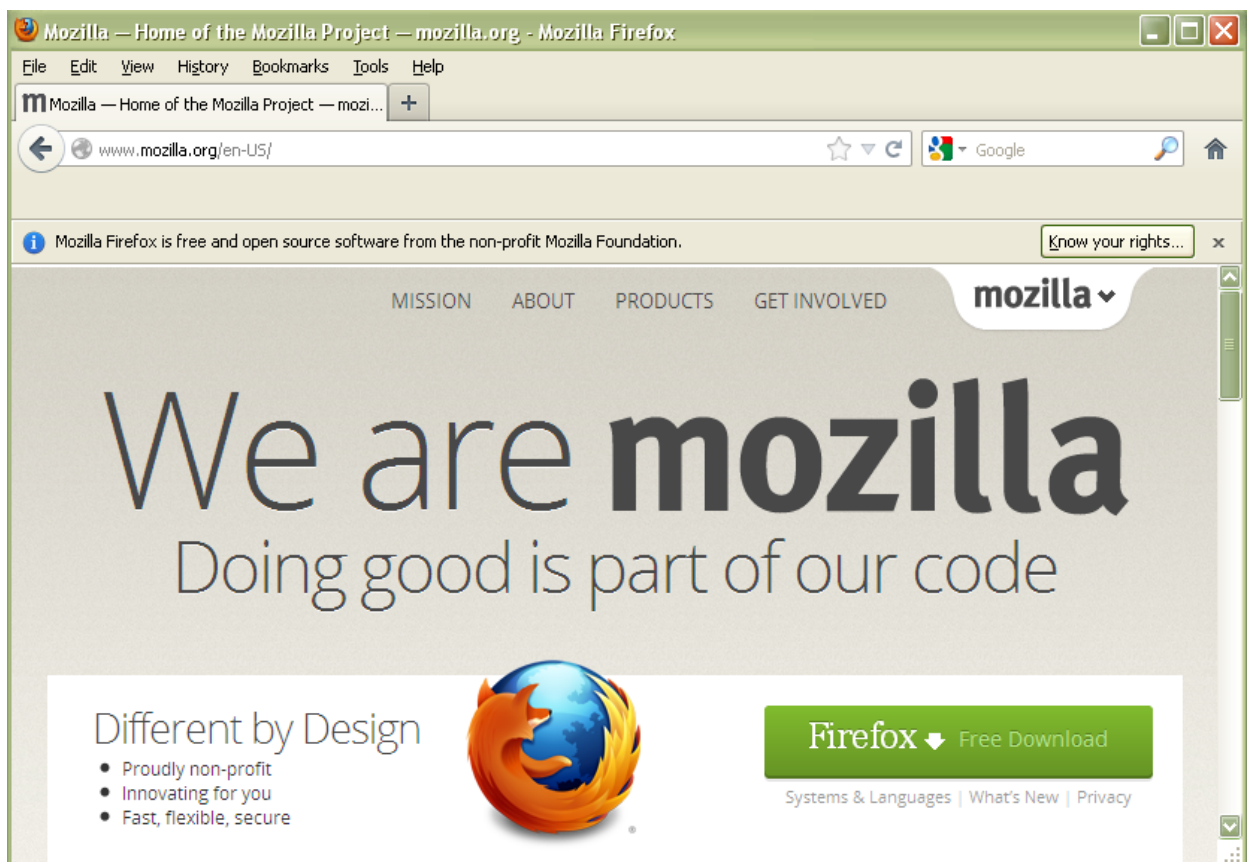 Mozilla — Home of the Mozilla Project — mozilla.org - Mozilla Firefox
File Edit View History Bookmarks Tools Help
m Mozilla — Home of the Mozilla Project — mozi... +
www.mozilla.org/en-US/ Google
Mozilla Firefox is free and open source software from the non-profit Mozilla Foundation. Know your rights... x
MISSION ABOUT PRODUCTS GET INVOLVED mozilla
We are mozilla
Doing good is part of our code
Different by Design
• Proudly non-profit
• Innovating for you
• Fast, flexible, secure
®
Firefox Free Download
Systems & Languages | What's New | Privacy